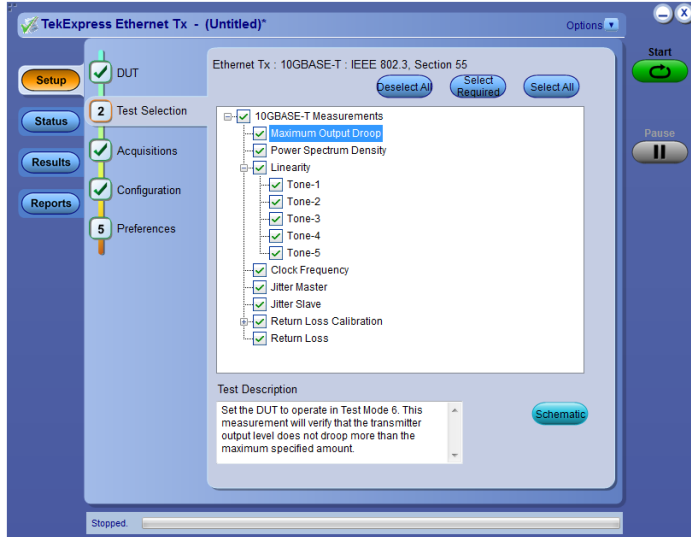 TekExpress Ethernet Tx - (Untitled)*
Options
Start
Pause
Setup
Status
Results
Reports
DUT
2 Test Selection
Acquisitions
Configuration
5 Preferences
Ethernet Tx : 10GBASE-T : IEEE 802.3, Section 55
Deselect All
Select Required
Select All
10GBASE-T Measurements
Maximum Output Droop
Power Spectrum Density
Linearity
Tone-1
Tone-2
Tone-3
Tone-4
Tone-5
Clock Frequency
Jitter Master
Jitter Slave
Return Loss Calibration
Return Loss
Test Description
Set the DUT to operate in Test Mode 6. This
measurement will verify that the transmitter
output level does not droop more than the
maximum specified amount.
Schematic
Stopped.